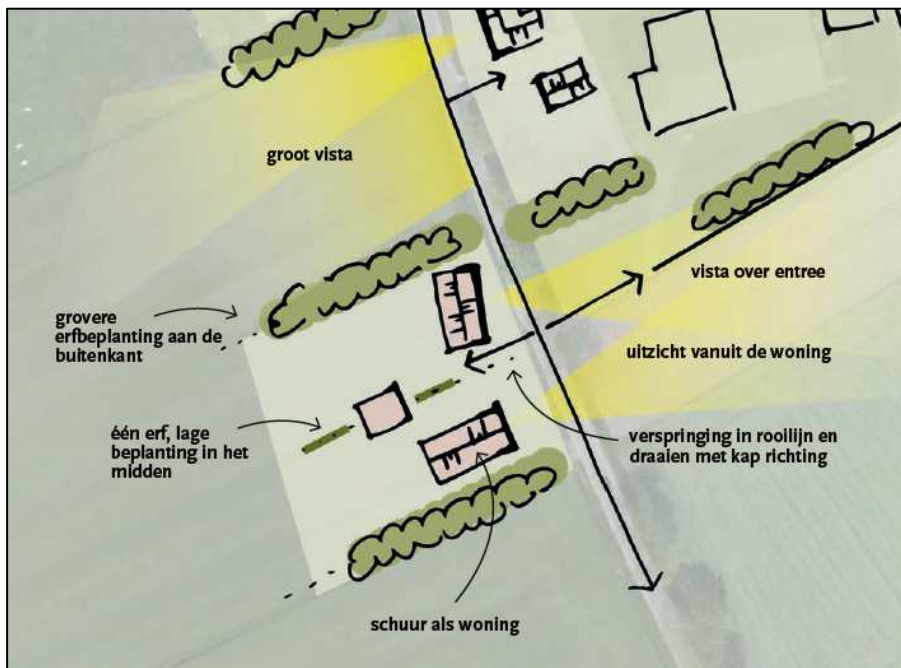 groot vista
vista over entree
grovere
erfbeplanting aan de
buitenkant
uitzicht vanuit de woning
één erf, lage
beplanting in het
midden
verspringing in rooilijn en
draaien met kap richting
schuur als woning